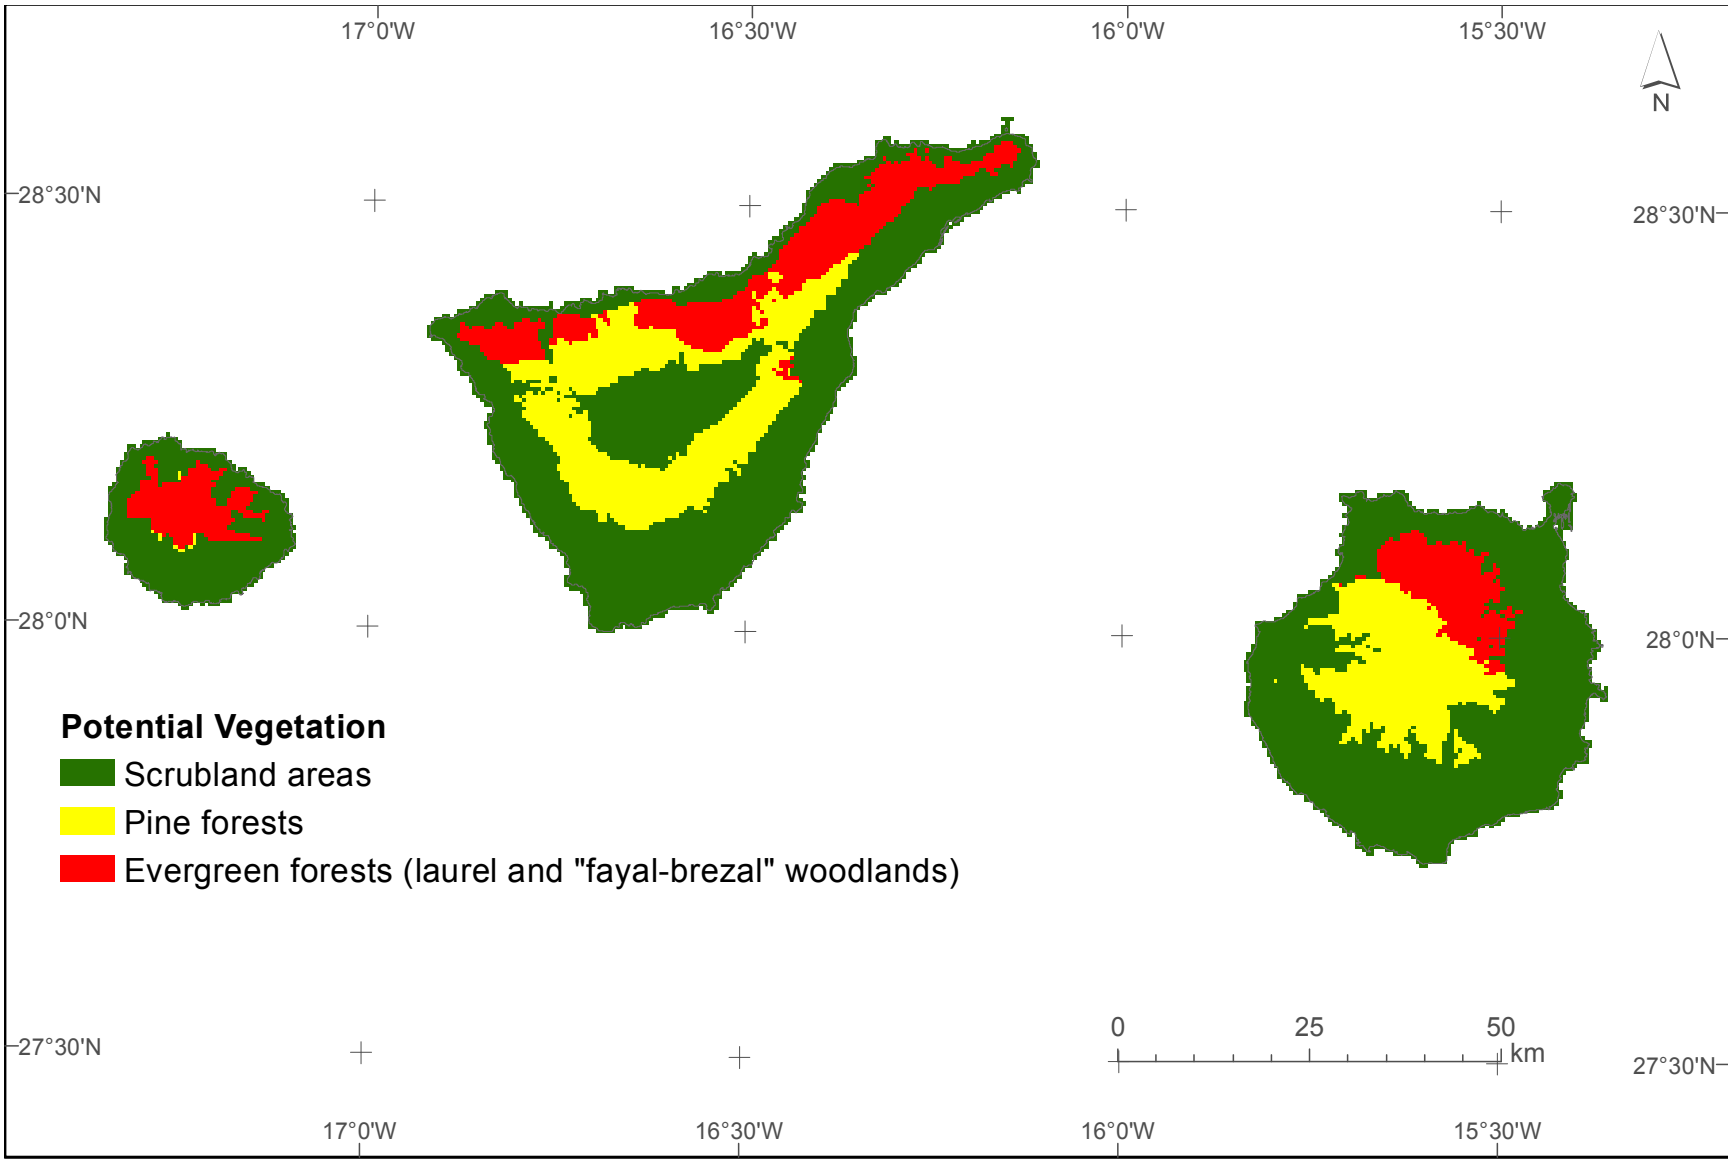 17°0'W 16°30'W 16°0'W 15°30'W
N
28°30'N
28°30'N
28°0'N
28°0'N
Potential Vegetation
Scrubland areas
Pine forests
Evergreen forests (laurel and "fayal-brezal" woodlands)
0 25 50
km
27°30'N
27°30'N
17°0'W 16°30'W 16°0'W 15°30'W